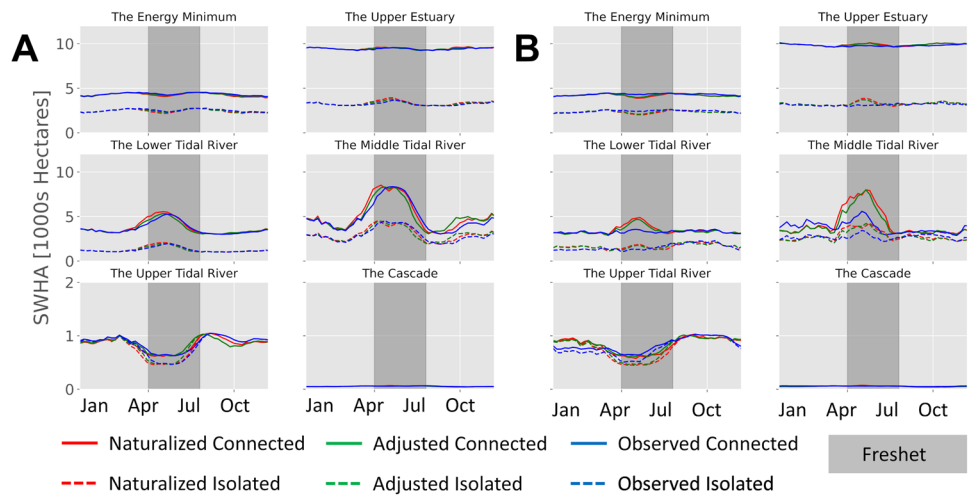 A
The Energy Minimum
The Upper Estuary
B
The Energy Minimum
The Upper Estuary
SWHA [1000s Hectares]
10
5
0
The Lower Tidal River
The Middle Tidal River
The Lower Tidal River
The Middle Tidal River
10
5
0
The Upper Tidal River
The Cascade
The Upper Tidal River
The Cascade
2
1
0
Jan Apr Jul Oct
Jan Apr Jul Oct
Jan Apr Jul Oct
Jan Apr Jul Oct
Naturalized Connected
Adjusted Connected
Observed Connected
Freshet
Naturalized Isolated
Adjusted Isolated
Observed Isolated